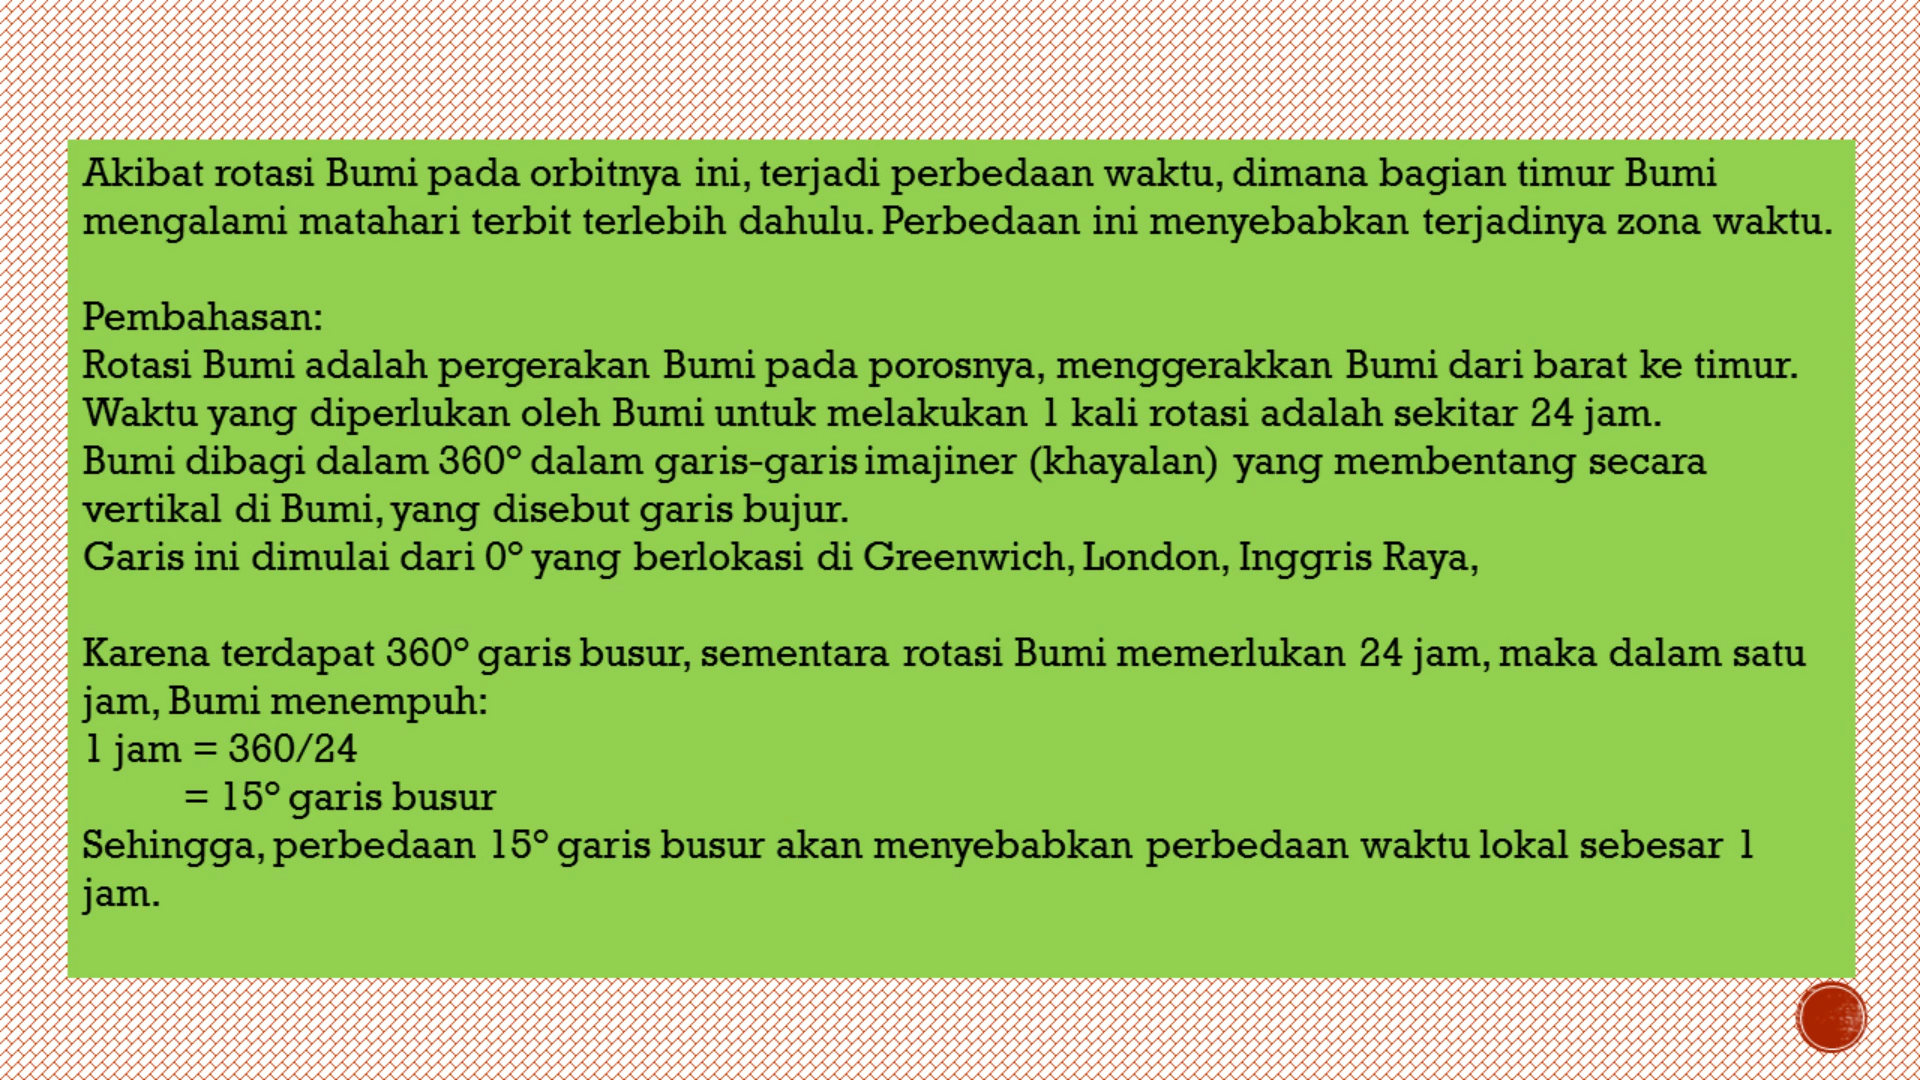 Akibat rotasi Bumi pada orbitnya ini, terjadi perbedaan waktu, dimana bagian timur Bumi
mengalami matahari terbit terlebih dahulu. Perbedaan ini menyebabkan terjadinya zona waktu.
Pembahasan:
Rotasi Bumi adalah pergerakan Bumi pada porosnya, menggerakkan Bumi dari barat ke timur.
Waktu yang diperlukan oleh Bumi untuk melakukan 1 kali rotasi adalah sekitar 24 jam.
Bumi dibagi dalam 360° dalam garis-garis imajiner (khayalan) yang membentang secara
vertikal di Bumi, yang disebut garis bujur.
Garis ini dimulai dari 0° yang berlokasi di Greenwich, London, Inggris Raya,
Karena terdapat 360° garis busur, sementara rotasi Bumi memerlukan 24 jam, maka dalam satu
jam, Bumi menempuh:
1 jam = 360/24
= 15° garis busur
Sehingga, perbedaan 15° garis busur akan menyebabkan perbedaan waktu lokal sebesar 1
jam.